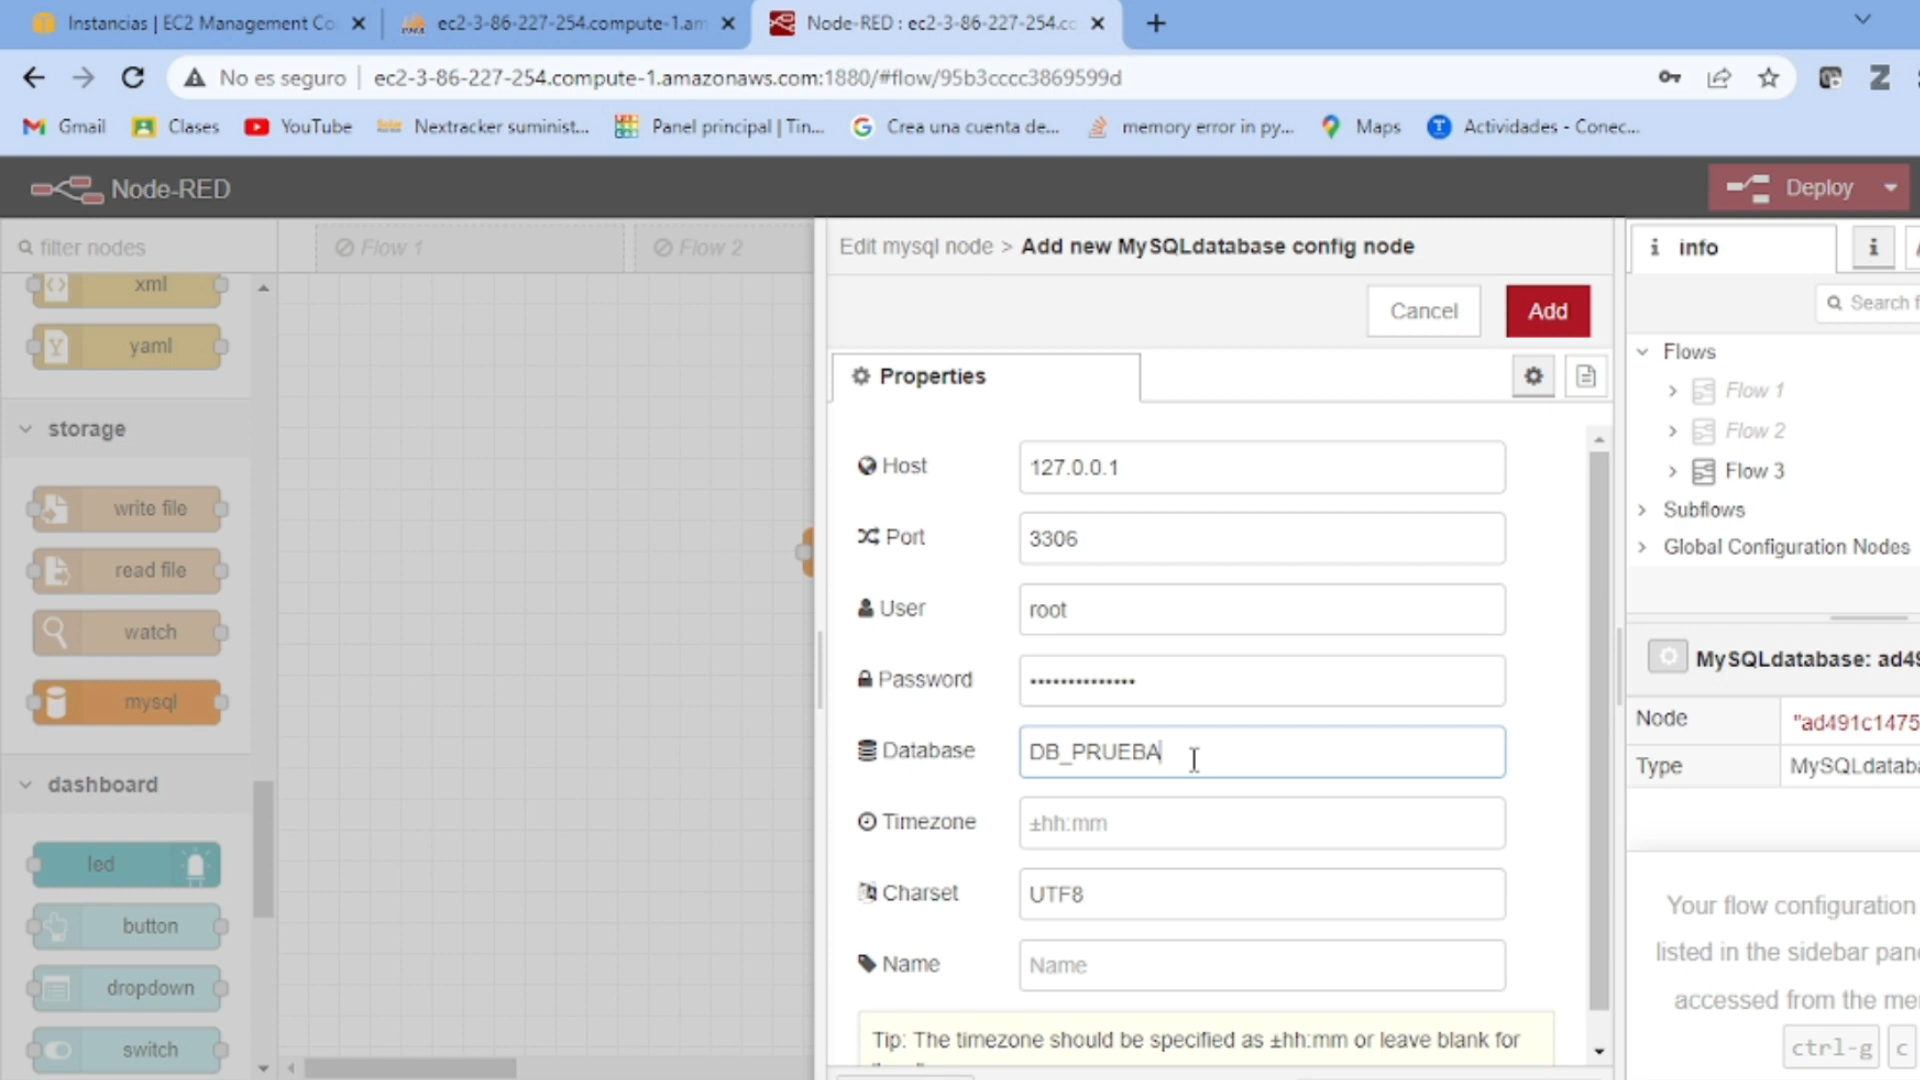 Instancias | EC2 Management Co
ec2-3-86-227-254.compute-1.am
Node-RED : ec2-3-86-227-254.co
No es seguro
ec2-3-86-227-254.compute-1.amazonaws.com:1880/#flow/95b3cccc3869599d
Gmail
Clases
YouTube
Nextracker suminist...
Panel principal | Tin...
Crea una cuenta de...
memory error in py...
Maps
Actividades - Conec...
Node-RED
Deploy
filter nodes
Flow 1
Flow 2
Edit mysql node > Add new MySQLdatabase config node
info
Cancel
Add
Search f
xml
yaml
Properties
Flows
Flow 1
Flow 2
Flow 3
Subflows
Global Configuration Nodes
storage
write file
read file
watch
mysql
Host
127.0.0.1
Port
3306
User
root
Password
••••••••••••••
Database
DB_PRUEBA
Timezone
±hh:mm
Charset
UTF8
Name
Name
Tip: The timezone should be specified as ±hh:mm or leave blank for
MySQLdatabase: ad49
Node
"ad491c1475
Type
MySQLdataba
dashboard
led
button
dropdown
switch
Your flow configuration
listed in the sidebar pane
accessed from the me
ctrl-g
c